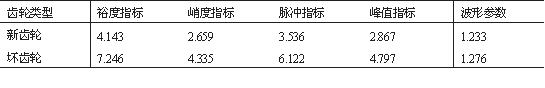 齿轮类型 裕度指标 峭度指标 脉冲指标 峰值指标 波形参数
新齿轮 4.143 2.659 3.536 2.867 1.233
坏齿轮 7.246 4.335 6.122 4.797 1.276